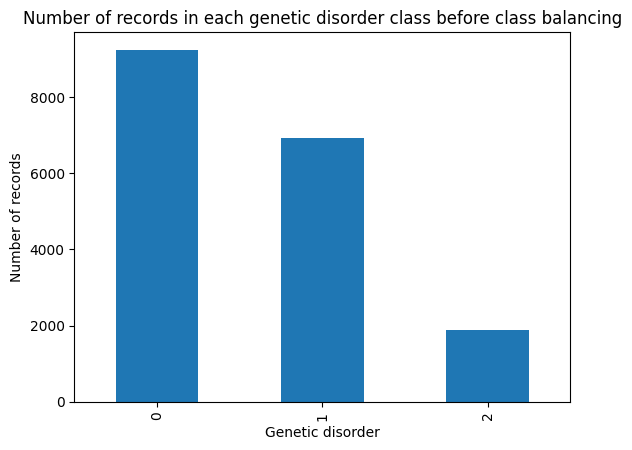 Number of records in each genetic disorder class before class balancing
Number of records
8000
6000
4000
2000
0
0
1
2
Genetic disorder